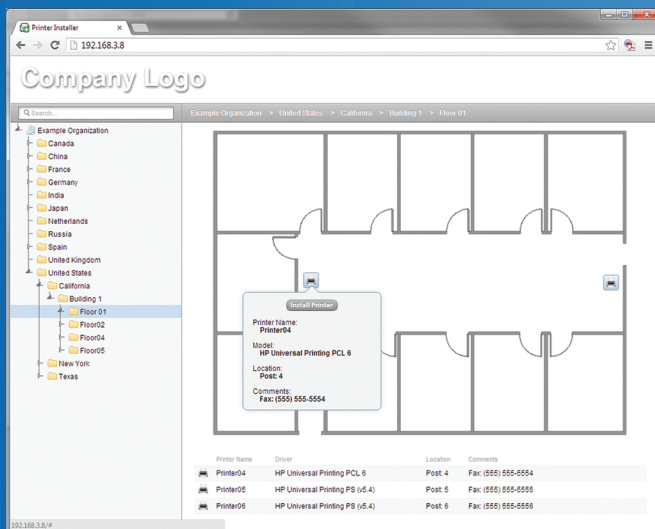 Printer Installer
192.168.3.8
Company Logo
Search...
Example Organization > United States > California > Building 1 > Floor 01
Example Organization
Canada
China
France
Germany
India
Japan
Netherlands
Russia
Spain
United Kingdom
United States
California
Building 1
Floor 01
Floor02
Floor04
Floor05
New York
Texas
Install Printer
Printer Name:
Printer04
Model:
HP Universal Printing PCL 6
Location:
Post: 4
Comments:
Fax: (555) 555-5554
Printer Name Driver Location Comments
Printer04 HP Universal Printing PCL 6 Post: 4 Fax: (555) 555-5554
Printer05 HP Universal Printing PS (v5.4) Post: 5 Fax: (555) 555-5555
Printer06 HP Universal Printing PS (v5.4) Post: 6 Fax: (555) 555-5556
192.168.3.8/#